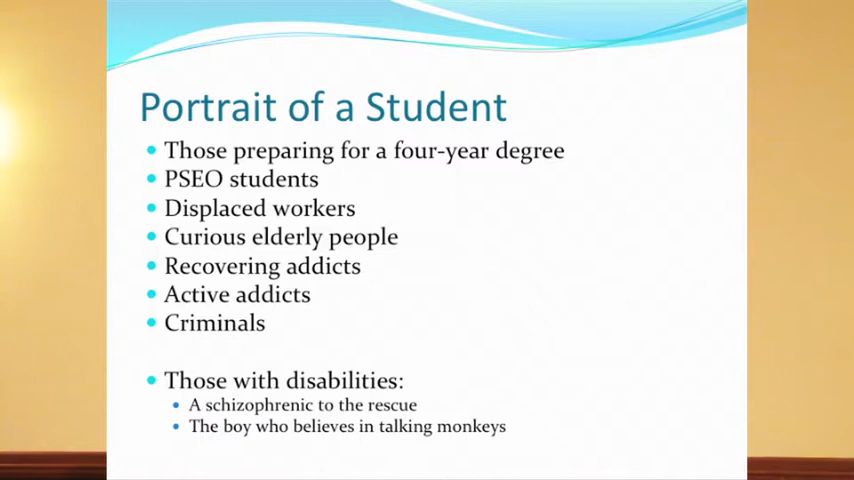 Portrait of a Student
• Those preparing for a four-year degree
• PSEO students
• Displaced workers
• Curious elderly people
• Recovering addicts
• Active addicts
• Criminals
• Those with disabilities:
• A schizophrenic to the rescue
• The boy who believes in talking monkeys